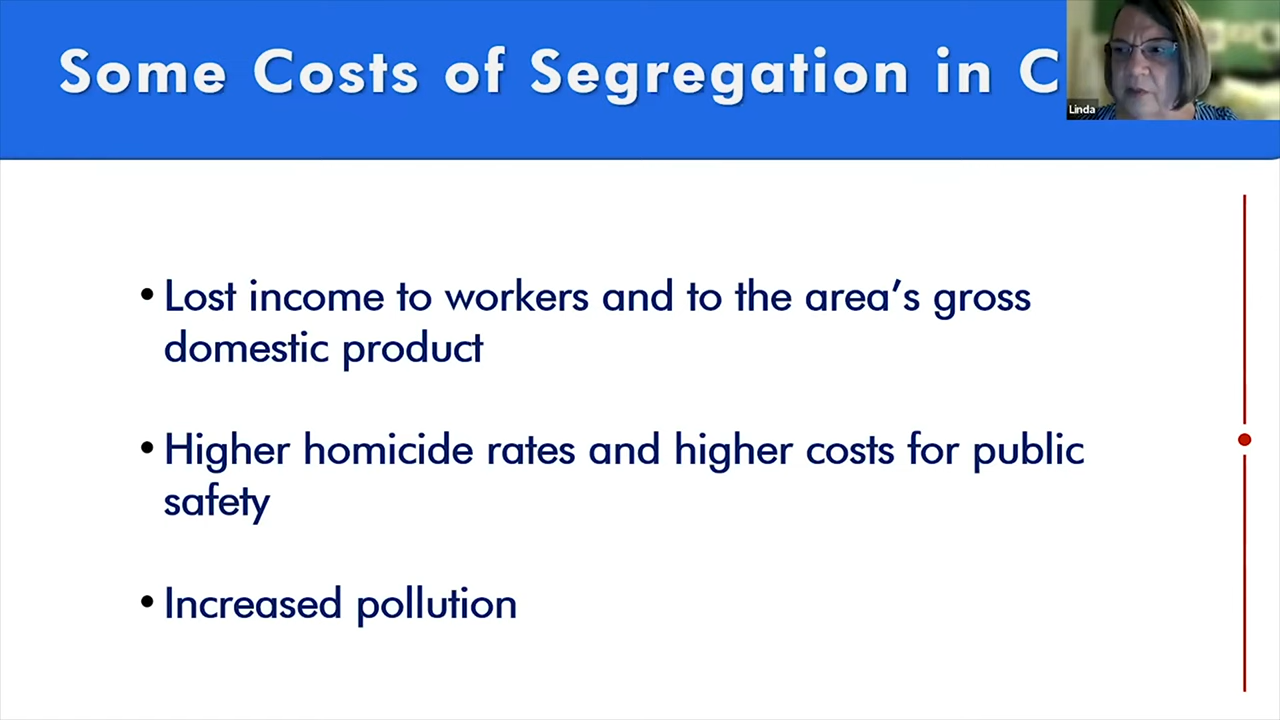 Some Costs of Segregation in C
Linda
• Lost income to workers and to the area’s gross
domestic product
• Higher homicide rates and higher costs for public
safety
• Increased pollution